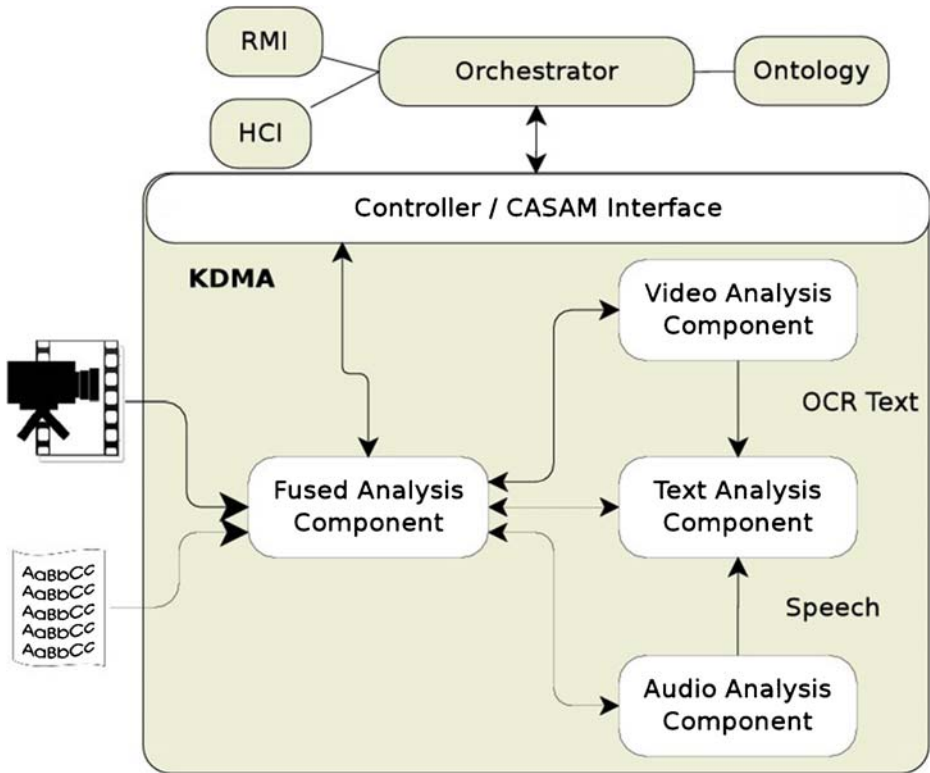 RMI
Orchestrator
Ontology
HCI
Controller / CASAM Interface
KDMA
Video Analysis
Component
OCR Text
Fused Analysis
Component
Text Analysis
Component
AaBbCc
AaBbCc
AaBbCc
AaBbCc
AaBbCc
Speech
Audio Analysis
Component